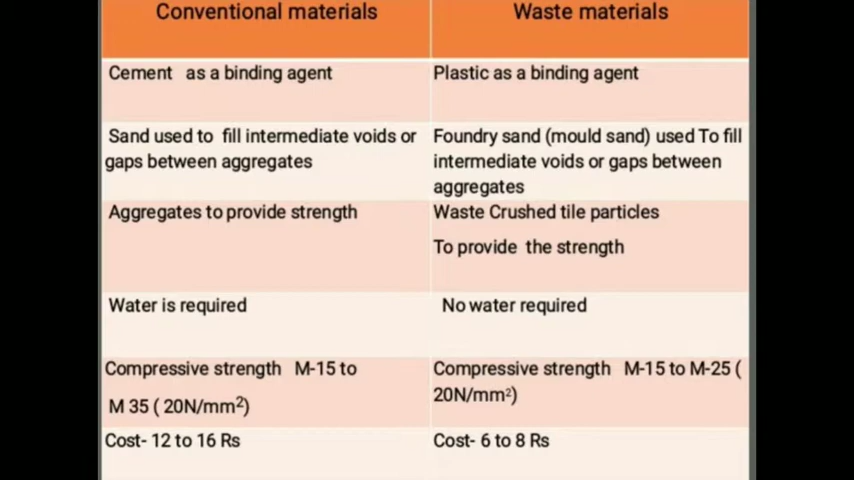 Conventional materials
Waste materials
Cement as a binding agent
Plastic as a binding agent
Sand used to fill intermediate voids or
gaps between aggregates
Foundry sand (mould sand) used To fill
intermediate voids or gaps between
aggregates
Aggregates to provide strength
Waste Crushed tile particles
To provide the strength
Water is required
No water required
Compressive strength M-15 to
M 35 ( 20N/mm²)
Compressive strength M-15 to M-25 (
20N/mm²)
Cost- 12 to 16 Rs
Cost- 6 to 8 Rs